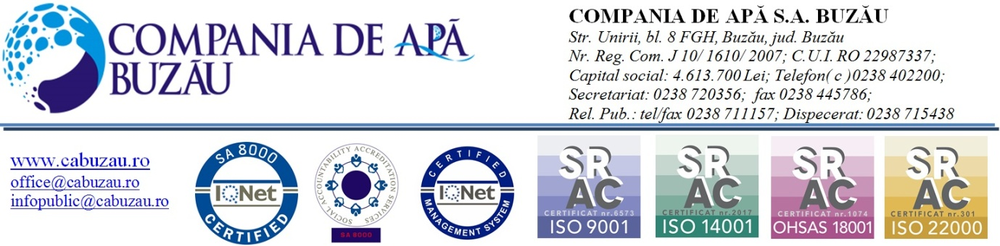 COMPANIA DE APĂ
BUZĂU
COMPANIA DE APĂ S.A. BUZĂU
Str. Unirii, bl. 8 FGH, Buzău, jud. Buzău
Nr. Reg. Com. J 10/ 1610/ 2007; C.U.I. RO 22987337;
Capital social: 4.613.700 Lei; Telefon( c )0238 402200;
Secretariat: 0238 720356; fax 0238 445786;
Rel. Pub.: tel/fax 0238 711157; Dispecerat: 0238 715438
www.cabuzau.ro
office@cabuzau.ro
infopublic@cabuzau.ro
SA 8000
IQNet
CERTIFIED
SOCIAL ACCOUNTABILITY ACCREDITATION SERVICES
SA 8000
CERTIFIED
IQNet
MANAGEMENT SYSTEM
SR
AC
CERTIFICAT nr.6573
ISO 9001
SR
AC
CERTIFICAT nr.2017
ISO 14001
SR
AC
CERTIFICAT nr.1074
OHSAS 18001
SR
AC
CERTIFICAT nr.301
ISO 22000